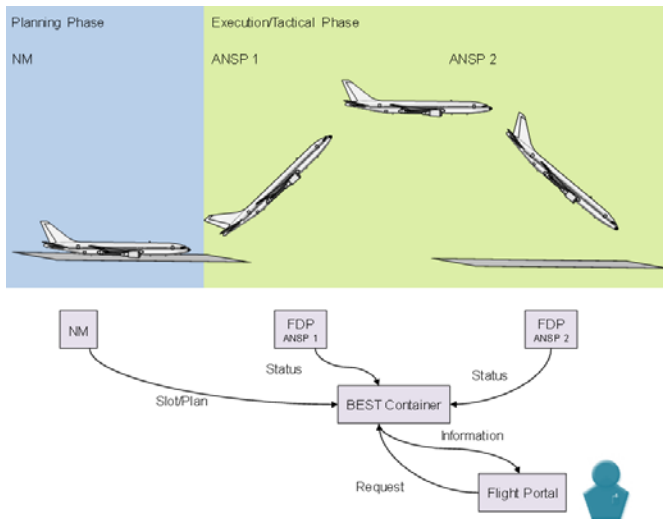 Planning Phase
Execution/Tactical Phase
NM
ANSP 1
ANSP 2
NM
FDP
ANSP 1
FDP
ANSP 2
Status
Status
Slot/Plan
BEST Container
Information
Request
Flight Portal